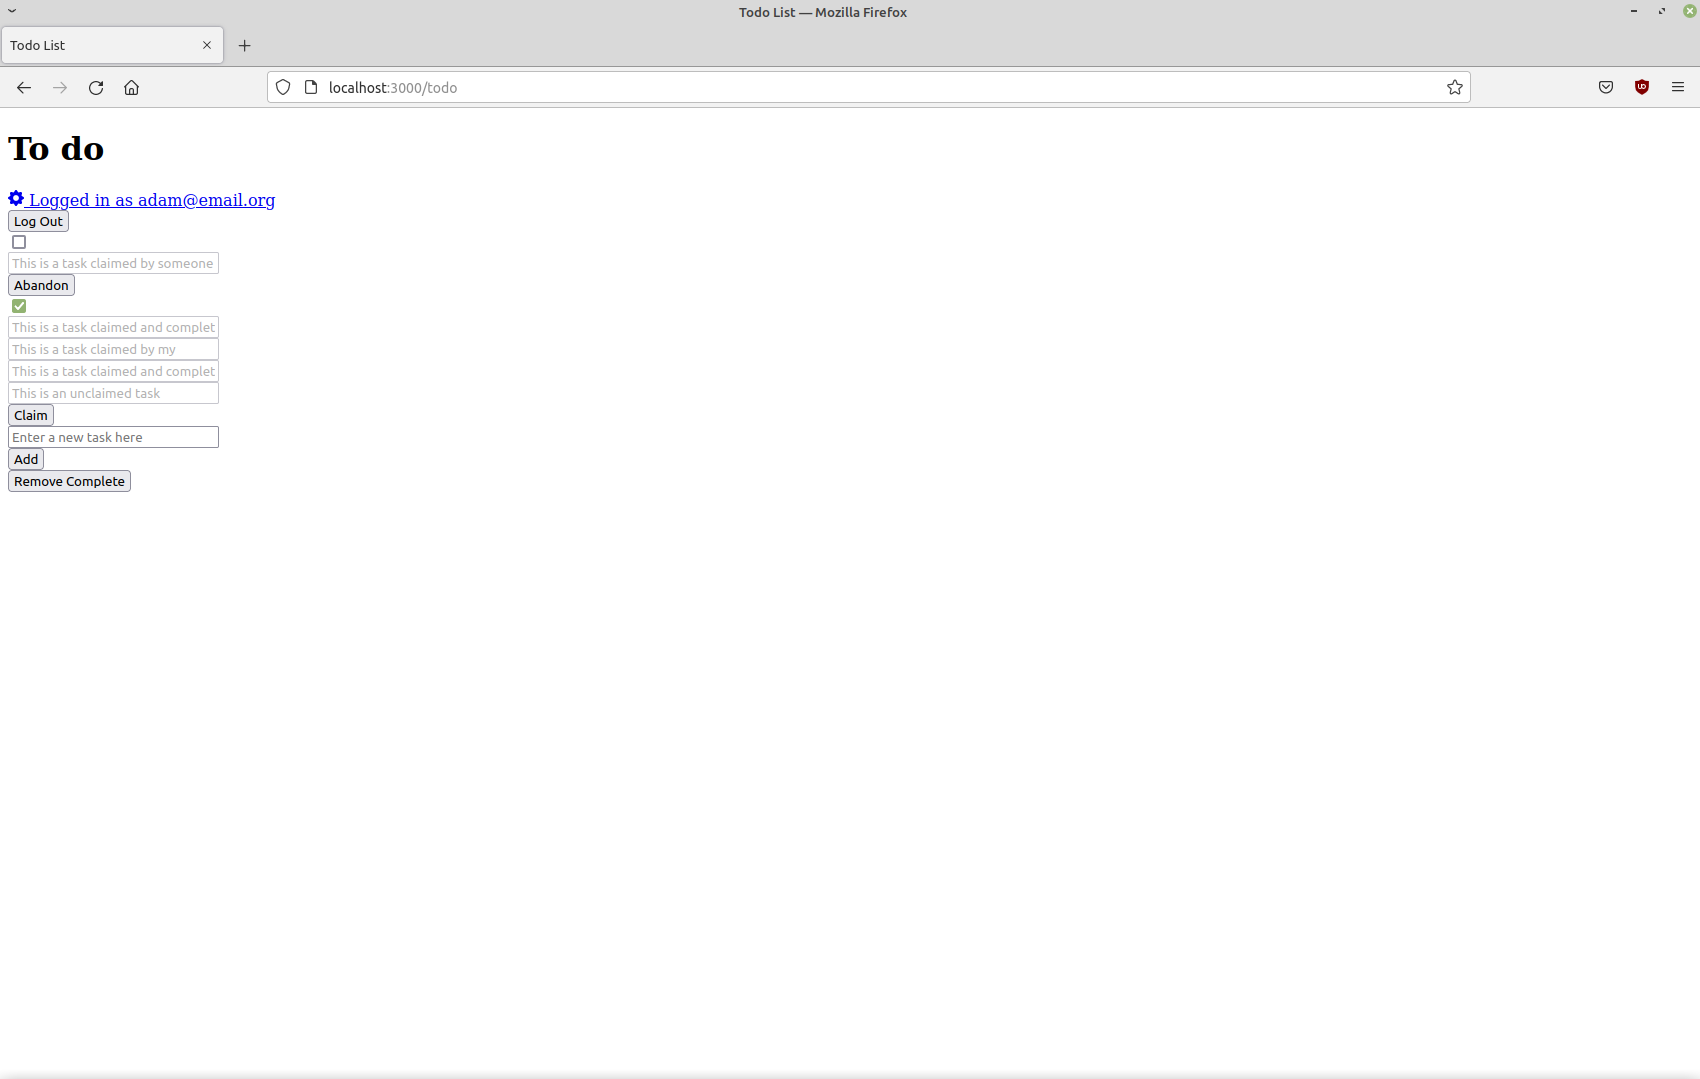 Todo List — Mozilla Firefox
Todo List
localhost:3000/todo
To do
Logged in as adam@email.org
Log Out
This is a task claimed by someone
Abandon
This is a task claimed and complet
This is a task claimed by my
This is a task claimed and complet
This is an unclaimed task
Claim
Enter a new task here
Add
Remove Complete